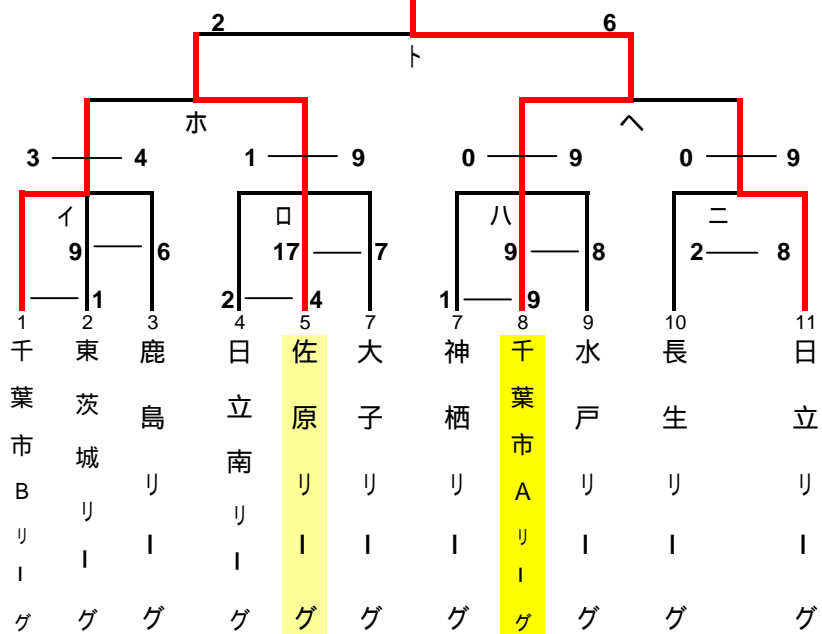 2 6
ト
ホ ヘ
3 4 1 9 0 9 0 9
イ ロ ハ ニ
9 6 17 7 9 8 2 8
1 2 4 1 9
1 2 3 4 5 7 7 8 9 10 11
千葉市Bリーグ
東茨城リーグ
鹿島リーグ
日立南リーグ
佐原リーグ
大子リーグ
神栖リーグ
千葉市Aリーグ
水戸リーグ
長生リーグ
日立リーグ